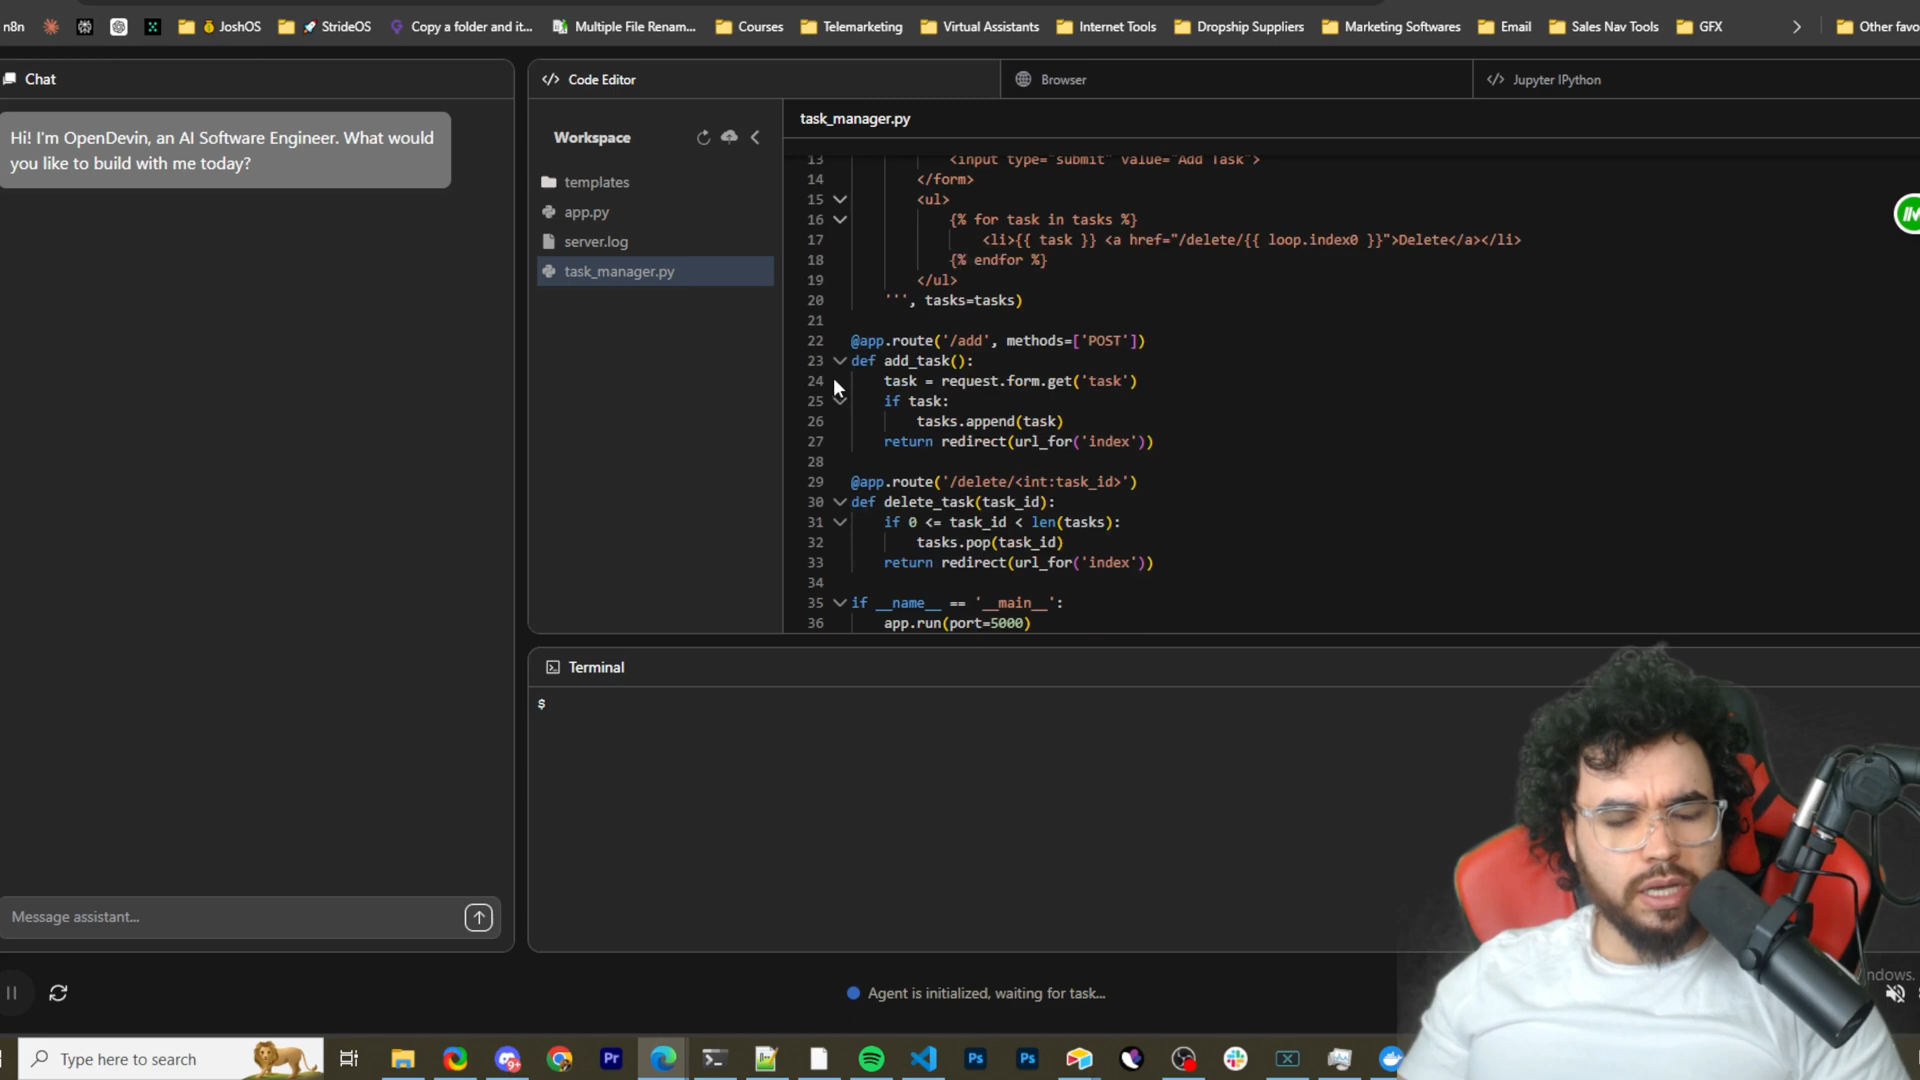 n8n
JoshOS
StrideOS
Copy a folder and it...
Multiple File Renam...
Courses
Telemarketing
Virtual Assistants
Internet Tools
Dropship Suppliers
Marketing Softwares
Email
Sales Nav Tools
GFX
Other favo
Chat
Hi! I'm OpenDevin, an AI Software Engineer. What would
you like to build with me today?
Message assistant...
</> Code Editor
Browser
</> Jupyter IPython
Workspace
templates
app.py
server.log
task_manager.py
task_manager.py
13 <input type="submit" value="Add Task">
14 </form>
15 <ul>
16 {% for task in tasks %}
17 <li>{{ task }} <a href="/delete/{{ loop.index0 }}">Delete</a></li>
18 {% endfor %}
19 </ul>
20 ''', tasks=tasks)
21
22 @app.route('/add', methods=['POST'])
23 def add_task():
24 task = request.form.get('task')
25 if task:
26 tasks.append(task)
27 return redirect(url_for('index'))
28
29 @app.route('/delete/<int:task_id>')
30 def delete_task(task_id):
31 if 0 <= task_id < len(tasks):
32 tasks.pop(task_id)
33 return redirect(url_for('index'))
34
35 if __name__ == '__main__':
36 app.run(port=5000)
Terminal
$
Agent is initialized, waiting for task...
ndows.
Type here to search
Pr
Ps
Ps